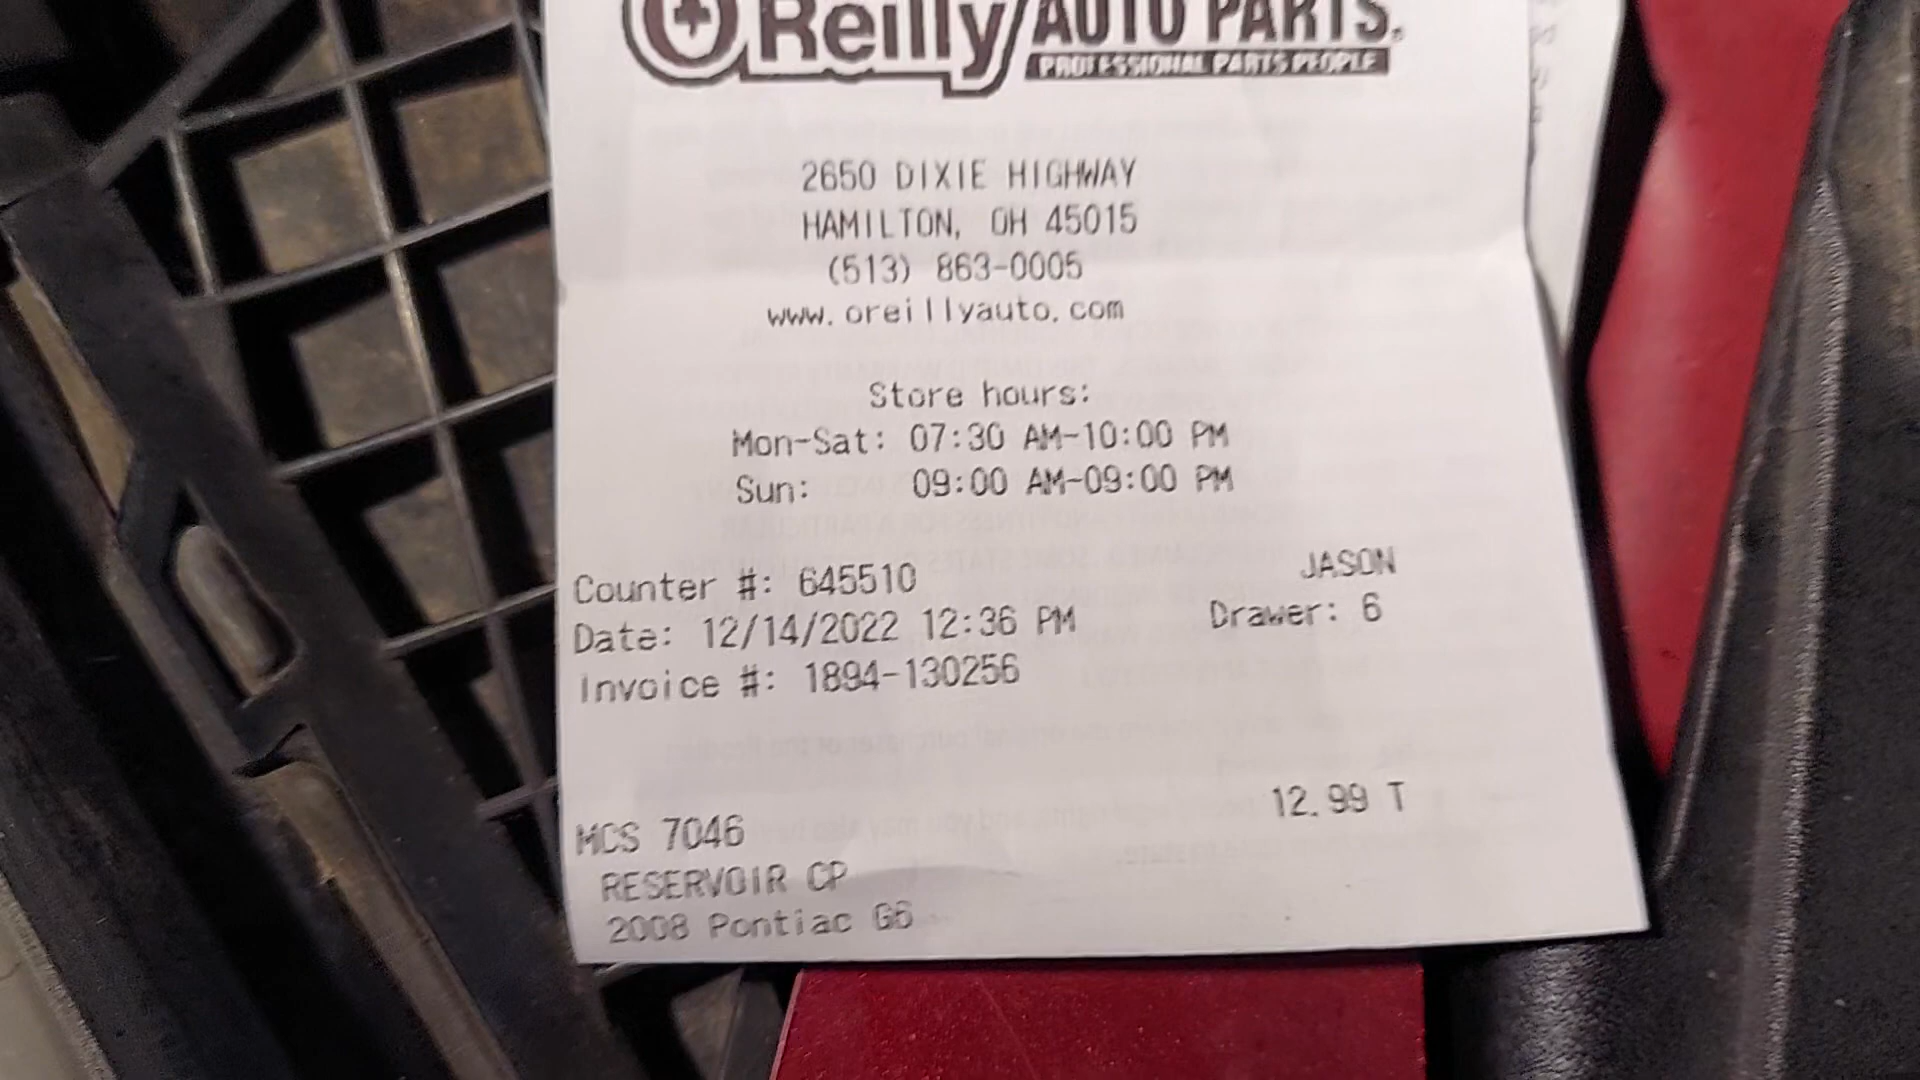 O'Reilly AUTO PARTS.
PROFESSIONAL PARTS PEOPLE
2650 DIXIE HIGHWAY
HAMILTON, OH 45015
(513) 863-0005
www.oreillyauto.com
Store hours:
Mon-Sat: 07:30 AM-10:00 PM
Sun: 09:00 AM-09:00 PM
Counter #: 645510 JASON
Date: 12/14/2022 12:36 PM Drawer: 6
Invoice #: 1894-130256
MCS 7046 12.99 T
RESERVOIR CP
2008 Pontiac G6